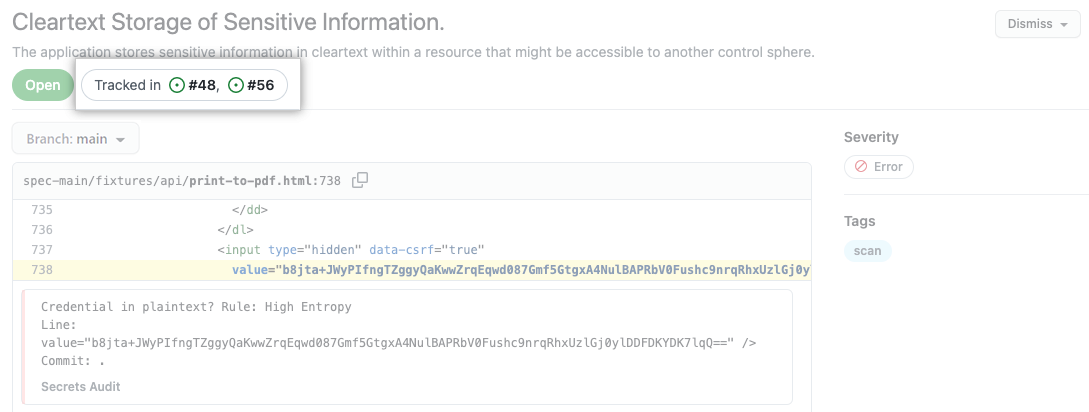 Cleartext Storage of Sensitive Information.
Dismiss
The application stores sensitive information in cleartext within a resource that might be accessible to another control sphere.
Open
Tracked in #48, #56
Branch: main
Severity
Error
Tags
scan
spec-main/fixtures/api/print-to-pdf.html:738
735 </dd>
736 </dl>
737 <input type="hidden" data-csrf="true"
738 value="b8jta+JWyPIfngTZggyQaKwwZrqEqwd087Gmf5GtgxA4NulBAPRbV0Fushc9nrqRhxUzlGj0y
Credential in plaintext? Rule: High Entropy
Line:
value="b8jta+JWyPIfngTZggyQaKwwZrqEqwd087Gmf5GtgxA4NulBAPRbV0Fushc9nrqRhxUzlGj0ylDDFDKYDK7lqQ==" />
Commit: .
Secrets Audit